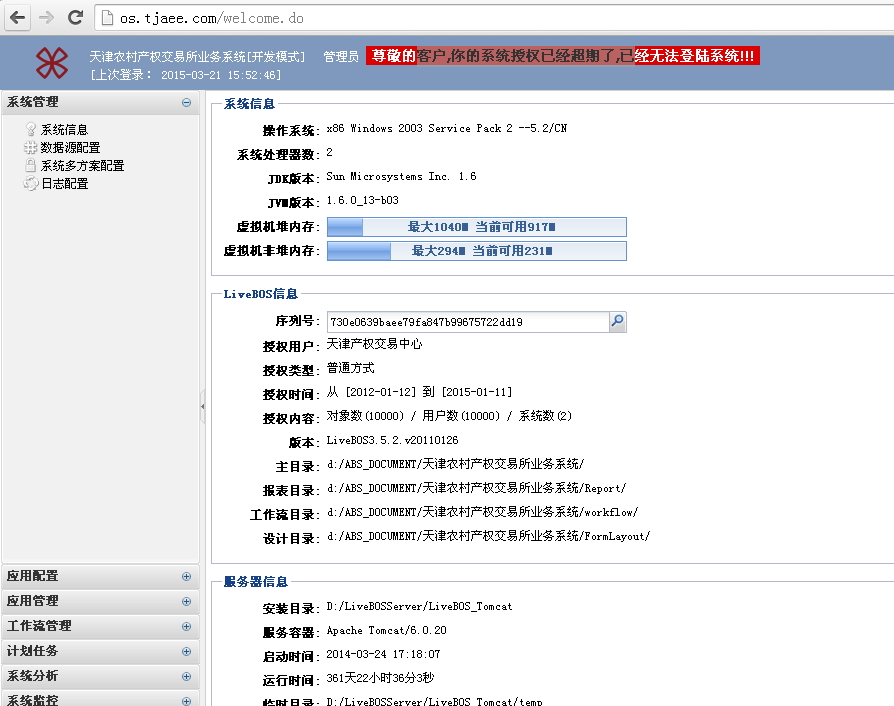 os.tjaee.com/welcome.do
天津农村产权交易所业务系统[开发模式] 管理员 尊敬的客户,你的系统授权已经超期了,已经无法登陆系统!!!
[上次登录: 2015-03-21 15:52:46]
系统管理
系统信息
数据源配置
系统多方案配置
日志配置
应用配置
应用管理
工作流管理
计划任务
系统分析
系统监控
系统信息
操作系统: x86 Windows 2003 Service Pack 2 --5.2/CN
系统处理器数: 2
JDK版本: Sun Microsystems Inc. 1.6
JVM版本: 1.6.0_13-b03
虚拟机堆内存: 最大1040M 当前可用917M
虚拟机非堆内存: 最大294M 当前可用231M
LiveBOS信息
序列号: 730e0639baee79fa847b99675722dd19
授权用户: 天津产权交易中心
授权类型: 普通方式
授权时间: 从 [2012-01-12] 到 [2015-01-11]
授权内容: 对象数(10000) / 用户数(10000) / 系统数(2)
版本: LiveBOS3.5.2.v20110126
主目录: d:/ABS_DOCUMENT/天津农村产权交易所业务系统/
报表目录: d:/ABS_DOCUMENT/天津农村产权交易所业务系统/Report/
工作流目录: d:/ABS_DOCUMENT/天津农村产权交易所业务系统/workflow/
设计目录: d:/ABS_DOCUMENT/天津农村产权交易所业务系统/FormLayout/
服务器信息
安装目录: D:/LiveBOSServer/LiveBOS_Tomcat
服务容器: Apache Tomcat/6.0.20
启动时间: 2014-03-24 17:18:07
运行时间: 361天22小时36分3秒
临时目录: D:/LiveBOSServer/LiveBOS_Tomcat/temp